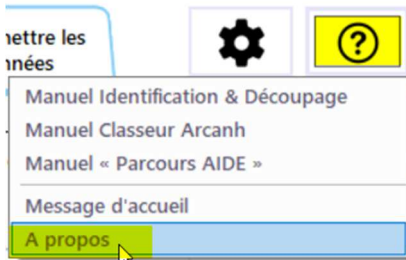 mettre les
nnées
Manuel Identification & Découpage
Manuel Classeur Arcanh
Manuel « Parcours AIDE »
Message d'accueil
A propos